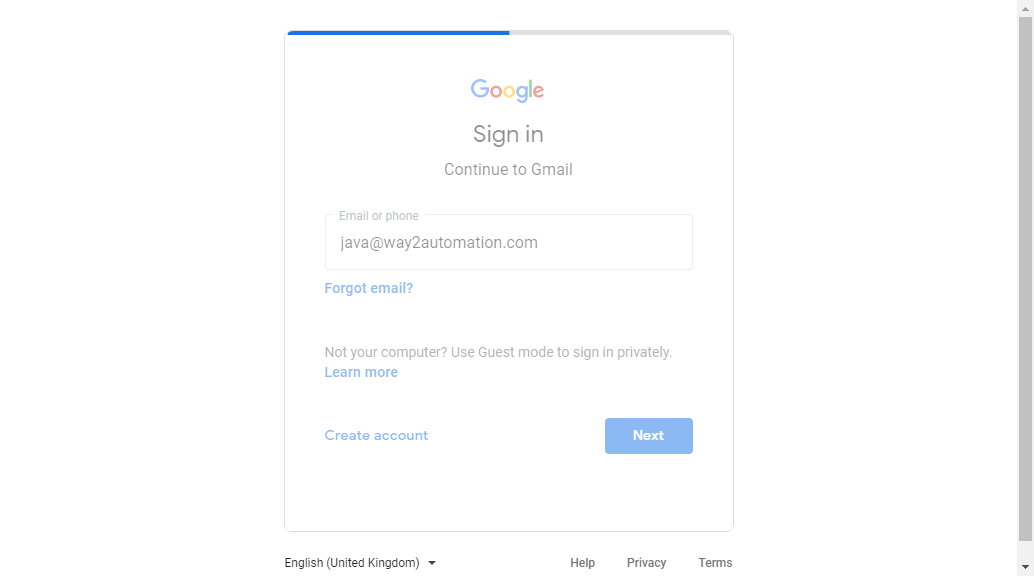 Google
Sign in
Continue to Gmail
Email or phone
java@way2automation.com
Forgot email?
Not your computer? Use Guest mode to sign in privately.
Learn more
Create account
Next
English (United Kingdom)
Help
Privacy
Terms